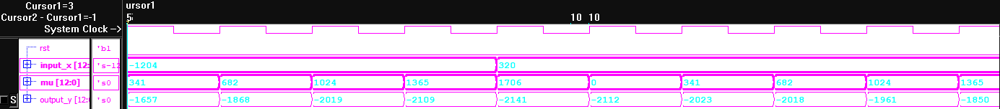 Cursor1=3
ursor1
Cursor2 - Cursor1=-1
5
10 10
System Clock ->
rst 'b1
input_x [12: 's-12 -1204 320
mu [12:0] 's0 341 682 1024 1365 1706 0 341 682 1024 1365
S output_y [12: 's0 -1657 -1868 -2019 -2109 -2141 -2112 -2023 -2018 -1961 -1850